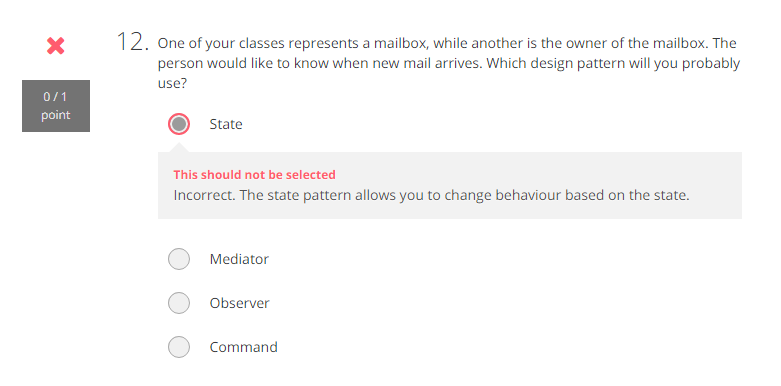 12. One of your classes represents a mailbox, while another is the owner of the mailbox. The
person would like to know when new mail arrives. Which design pattern will you probably
use?
0 / 1
point
State
This should not be selected
Incorrect. The state pattern allows you to change behaviour based on the state.
Mediator
Observer
Command